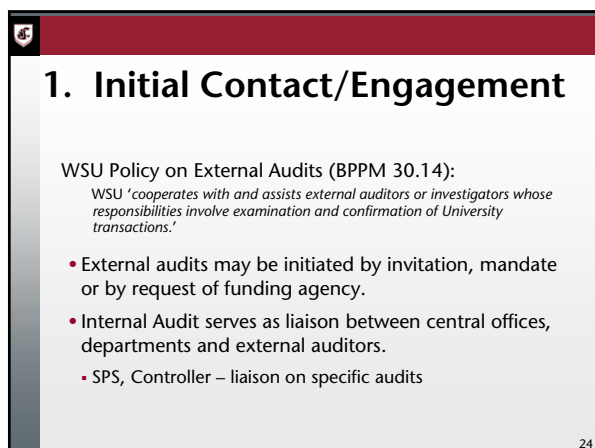 1. Initial Contact/Engagement
WSU Policy on External Audits (BPPM 30.14):
WSU ‘cooperates with and assists external auditors or investigators whose
responsibilities involve examination and confirmation of University
transactions.’
• External audits may be initiated by invitation, mandate
or by request of funding agency.
• Internal Audit serves as liaison between central offices,
departments and external auditors.
▪ SPS, Controller – liaison on specific audits
24